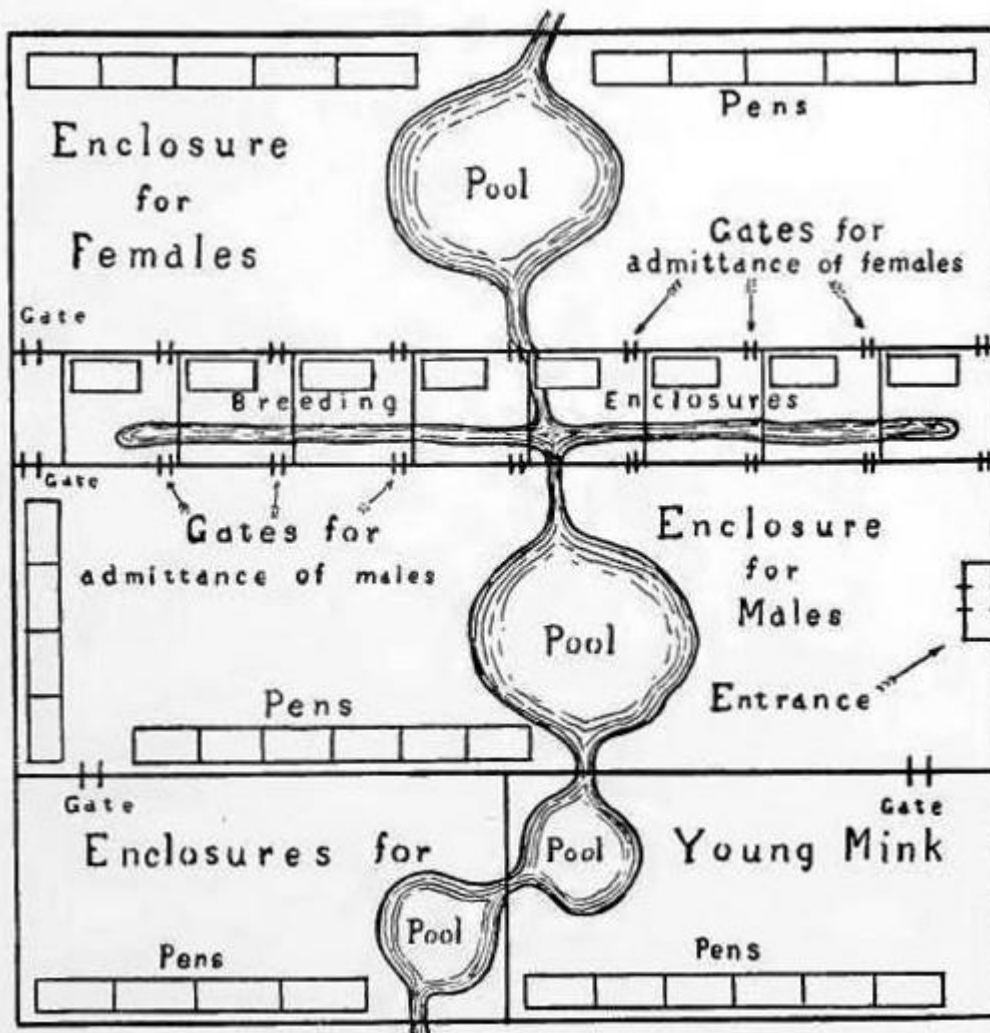 Pens
Enclosure
for
Females
Pool
Gates for
admittance of females
Gate
Breeding Enclosures
Gate
Gates for
admittance of males
Enclosure
for
Males
Pool
Entrance
Pens
Gate
Gate
Enclosures for Young Mink
Pool
Pool
Pens
Pens